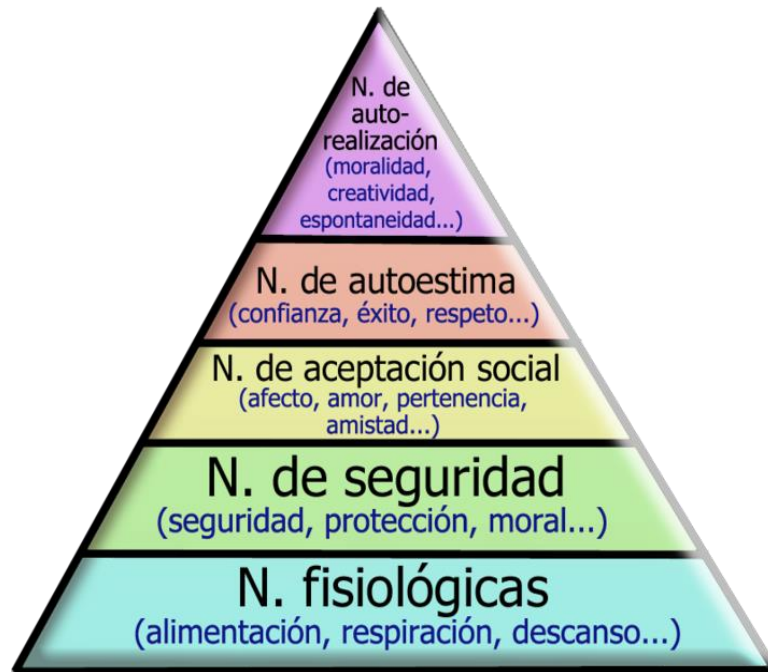 N. de
auto-
realización
(moralidad,
creatividad,
espontaneidad...)
N. de autoestima
(confianza, éxito, respeto...)
N. de aceptación social
(afecto, amor, pertenencia,
amistad...)
N. de seguridad
(seguridad, protección, moral...)
N. fisiológicas
(alimentación, respiración, descanso...)